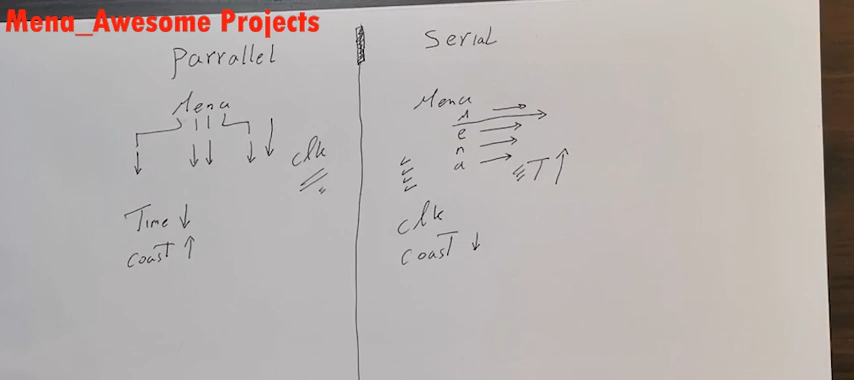 Mena_Awesome Projects
Parrallel
Mena
clk
Time ↓
coast ↑
Serial
Mena
M
e
n
a
T ↑
clk
coast ↓